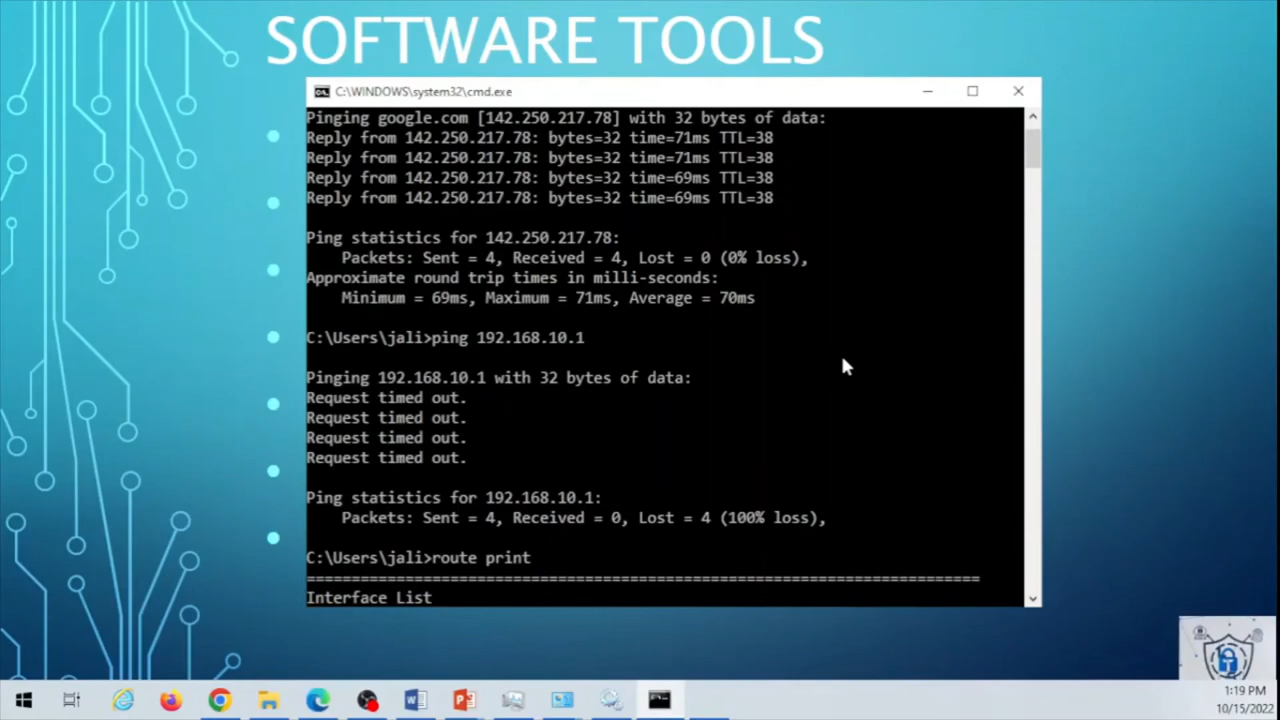 SOFTWARE TOOLS
C:\WINDOWS\system32\cmd.exe
Pinging google.com [142.250.217.78] with 32 bytes of data:
Reply from 142.250.217.78: bytes=32 time=71ms TTL=38
Reply from 142.250.217.78: bytes=32 time=71ms TTL=38
Reply from 142.250.217.78: bytes=32 time=69ms TTL=38
Reply from 142.250.217.78: bytes=32 time=69ms TTL=38
Ping statistics for 142.250.217.78:
Packets: Sent = 4, Received = 4, Lost = 0 (0% loss),
Approximate round trip times in milli-seconds:
Minimum = 69ms, Maximum = 71ms, Average = 70ms
C:\Users\jali>ping 192.168.10.1
Pinging 192.168.10.1 with 32 bytes of data:
Request timed out.
Request timed out.
Request timed out.
Request timed out.
Ping statistics for 192.168.10.1:
Packets: Sent = 4, Received = 0, Lost = 4 (100% loss),
C:\Users\jali>route print
===========================================================================
Interface List
1:19 PM
10/15/2022